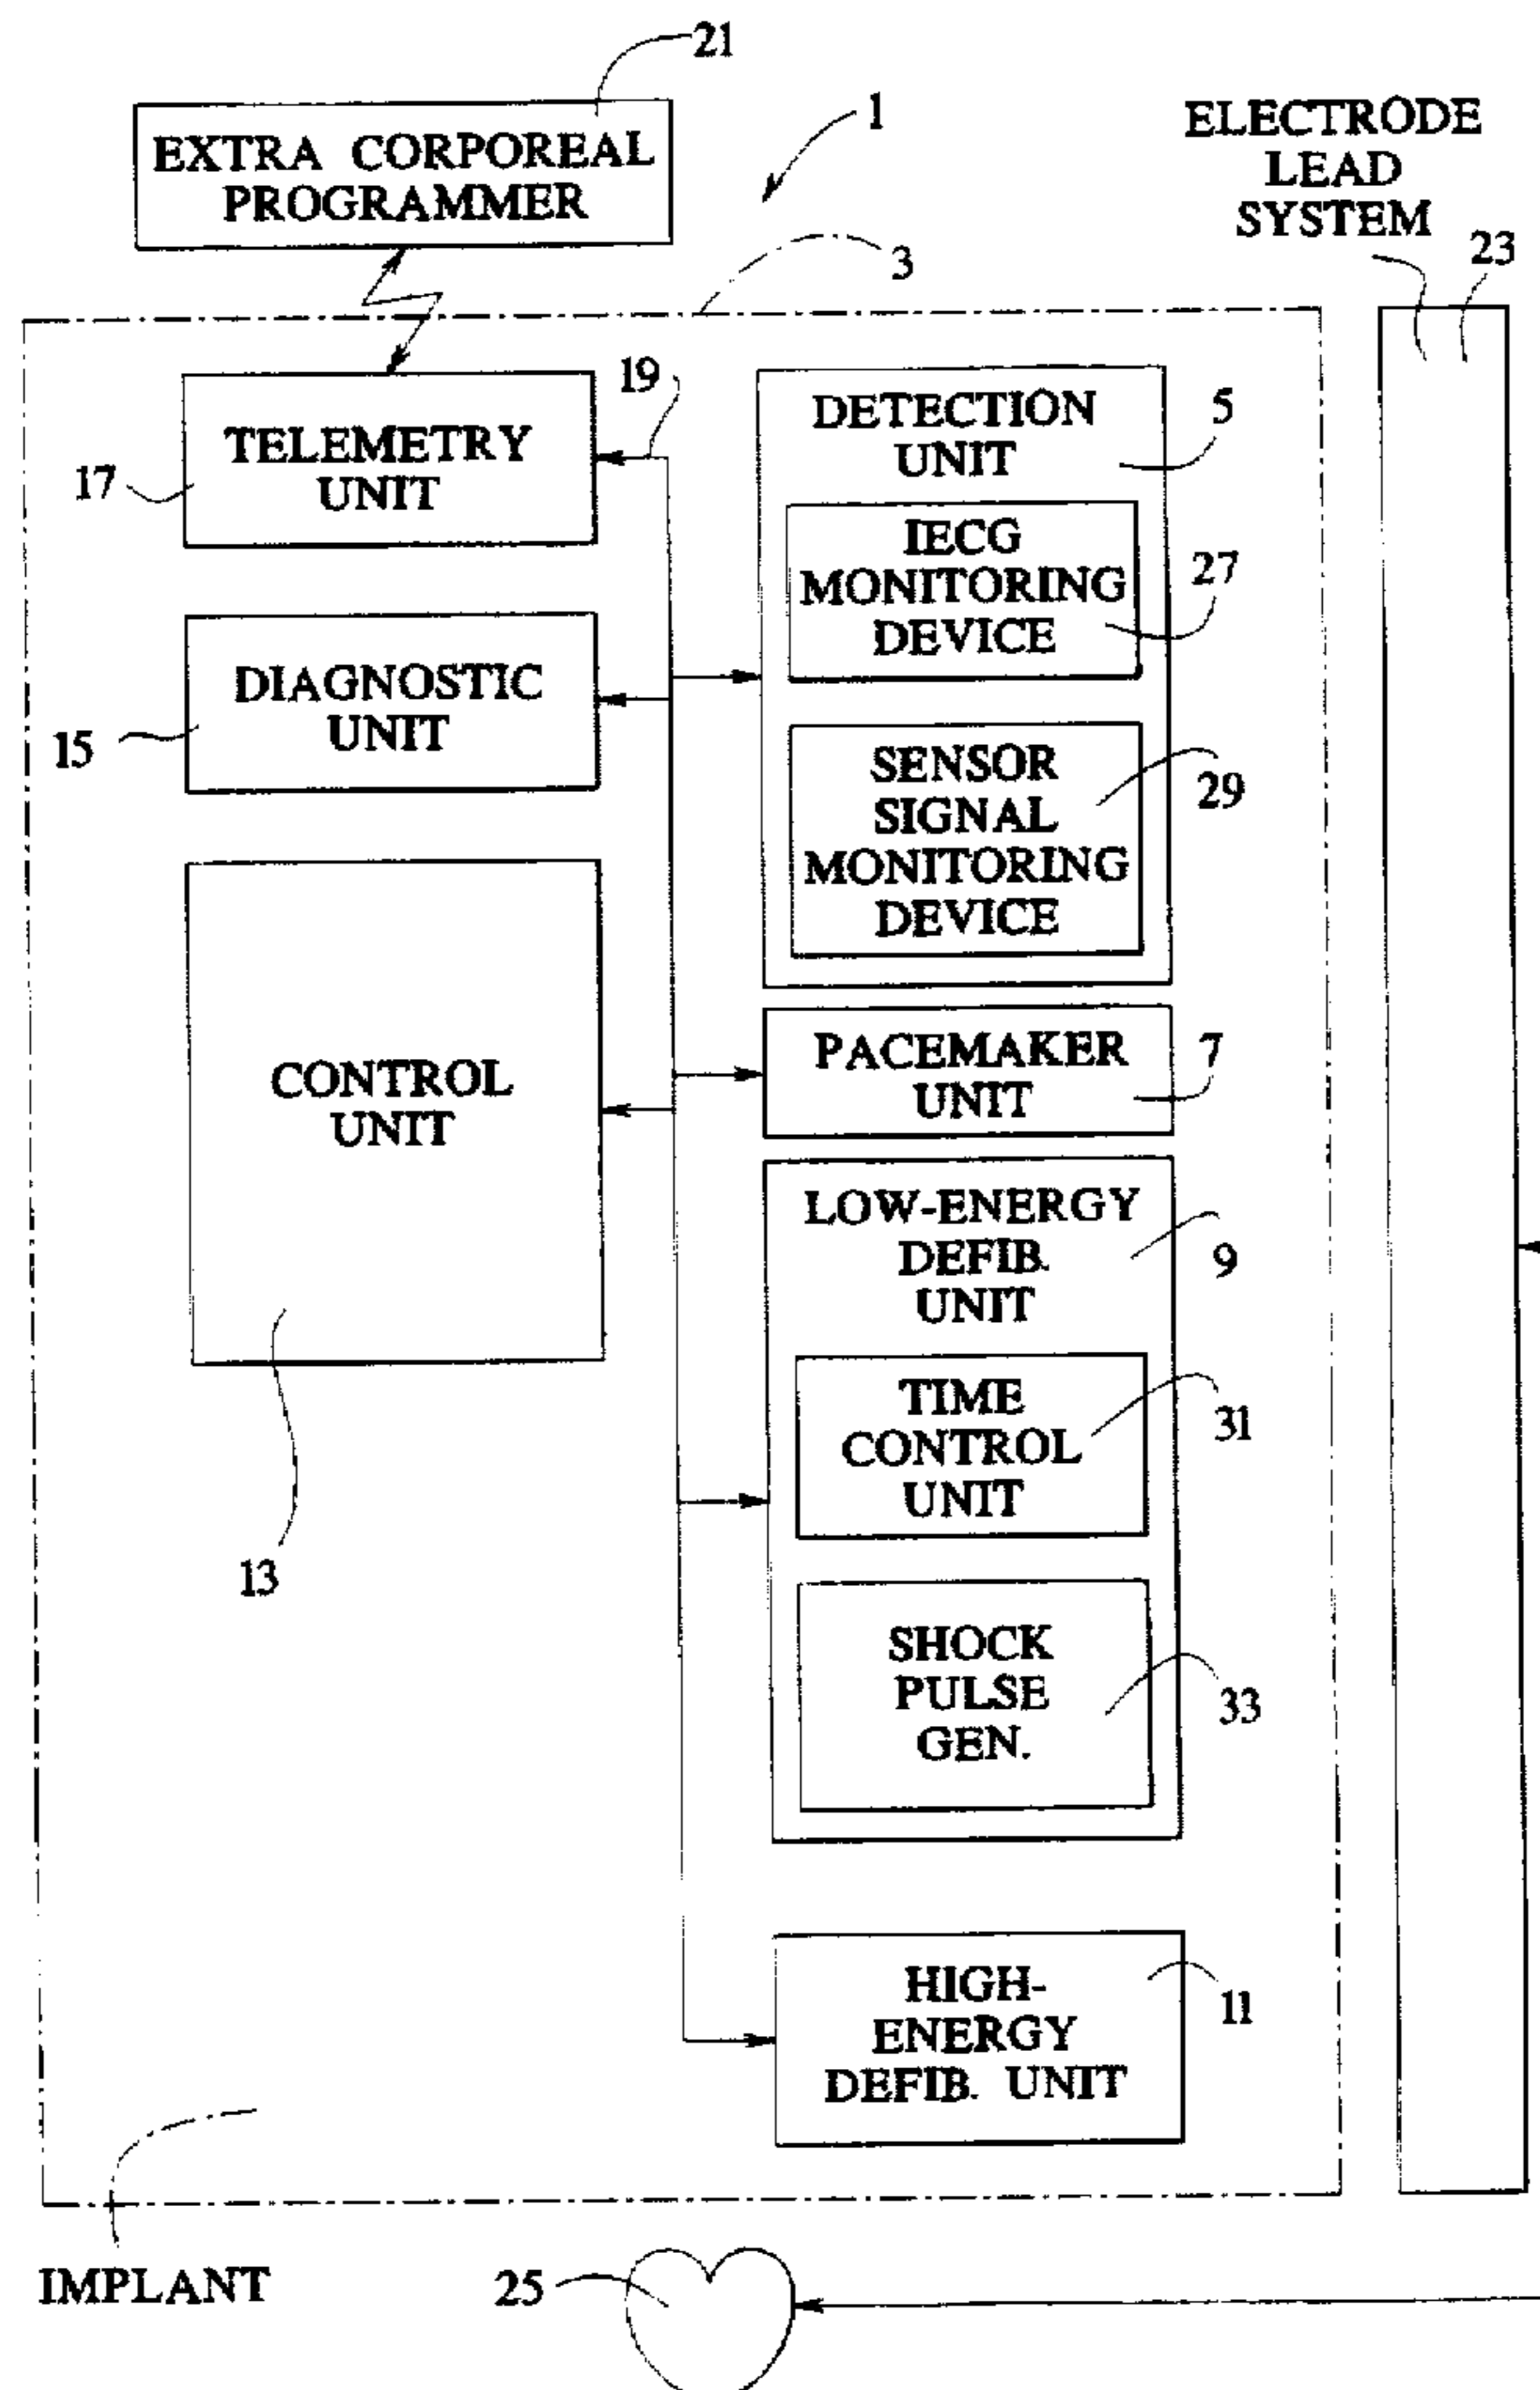 21
EXTRA CORPOREAL
PROGRAMMER
1
ELECTRODE
LEAD
SYSTEM
23
3
19
TELEMETRY
UNIT
17
DETECTION
UNIT
5
IECG
MONITORING
DEVICE
27
DIAGNOSTIC
UNIT
15
SENSOR
SIGNAL
MONITORING
DEVICE
29
CONTROL
UNIT
13
PACEMAKER
UNIT
7
LOW-ENERGY
DEFIB.
UNIT
9
TIME
CONTROL
UNIT
31
SHOCK
PULSE
GEN.
33
HIGH-
ENERGY
DEFIB. UNIT
11
IMPLANT
25